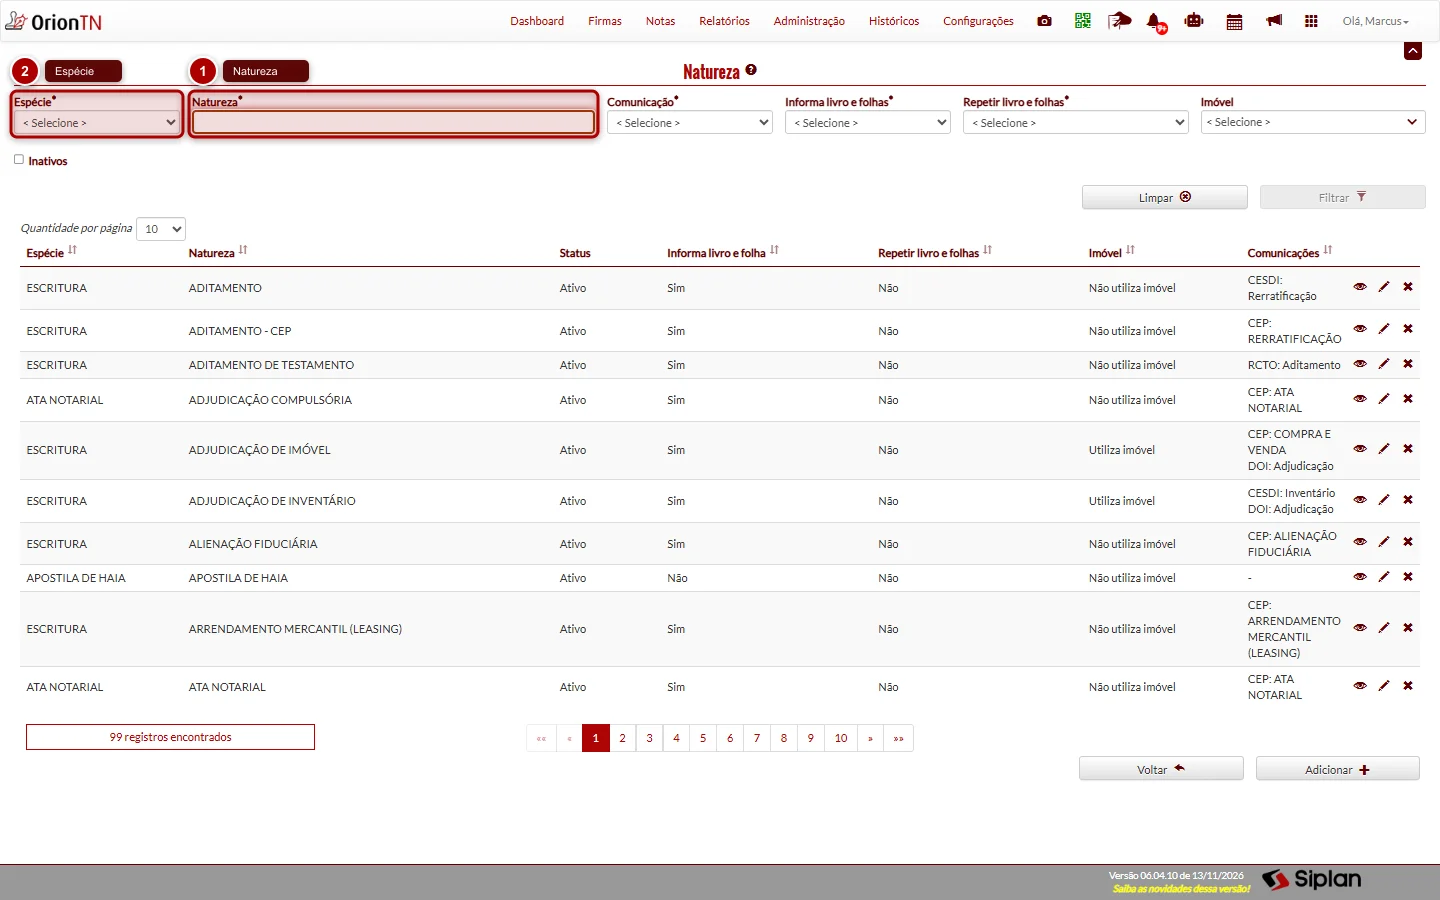 OrionTN
Dashboard
Firmas
Notas
Relatórios
Administração
Históricos
Configurações
9+
Olá, Marcus
2
Espécie
1
Natureza
Natureza
Espécie*
Natureza*
Comunicação*
Informa livro e folhas*
Repetir livro e folhas*
Imóvel
< Selecione >
< Selecione >
< Selecione >
< Selecione >
< Selecione >
Inativos
Limpar
Filtrar
Quantidade por página 10
Espécie Natureza Status Informa livro e folha Repetir livro e folhas Imóvel Comunicações
ESCRITURA ADITAMENTO Ativo Sim Não Não utiliza imóvel CESDI:
Rerratificação
ESCRITURA ADITAMENTO - CEP Ativo Sim Não Não utiliza imóvel CEP:
RERRATIFICAÇÃO
ESCRITURA ADITAMENTO DE TESTAMENTO Ativo Sim Não Não utiliza imóvel RCTO: Aditamento
ATA NOTARIAL ADJUDICAÇÃO COMPULSÓRIA Ativo Sim Não Não utiliza imóvel CEP: ATA
NOTARIAL
ESCRITURA ADJUDICAÇÃO DE IMÓVEL Ativo Sim Não Utiliza imóvel CEP: COMPRA E
VENDA
DOI: Adjudicação
ESCRITURA ADJUDICAÇÃO DE INVENTÁRIO Ativo Sim Não Utiliza imóvel CESDI: Inventário
DOI: Adjudicação
ESCRITURA ALIENAÇÃO FIDUCIÁRIA Ativo Sim Não Não utiliza imóvel CEP: ALIENAÇÃO
FIDUCIÁRIA
APOSTILA DE HAIA APOSTILA DE HAIA Ativo Não Não Não utiliza imóvel -
ESCRITURA ARRENDAMENTO MERCANTIL (LEASING) Ativo Sim Não Não utiliza imóvel CEP:
ARRENDAMENTO
MERCANTIL
(LEASING)
ATA NOTARIAL ATA NOTARIAL Ativo Sim Não Não utiliza imóvel CEP: ATA
NOTARIAL
99 registros encontrados
«« « 1 2 3 4 5 6 7 8 9 10 » »»
Voltar
Adicionar
Versão 06.04.10 de 13/11/2026
Saiba as novidades dessa versão!
Siplan